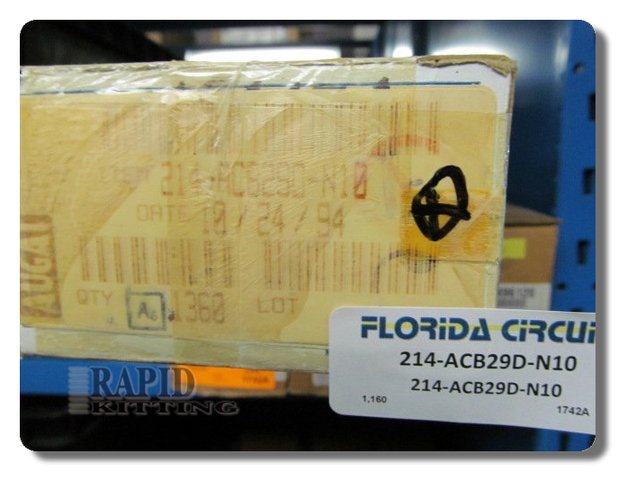 214-ACB29D-N10
DATE 10/24/94
AUGAT
QTY A6 1360 LOT
FLORIDA CIRCUI
214-ACB29D-N10
214-ACB29D-N10
1,160
1742A
RAPID
KITTING